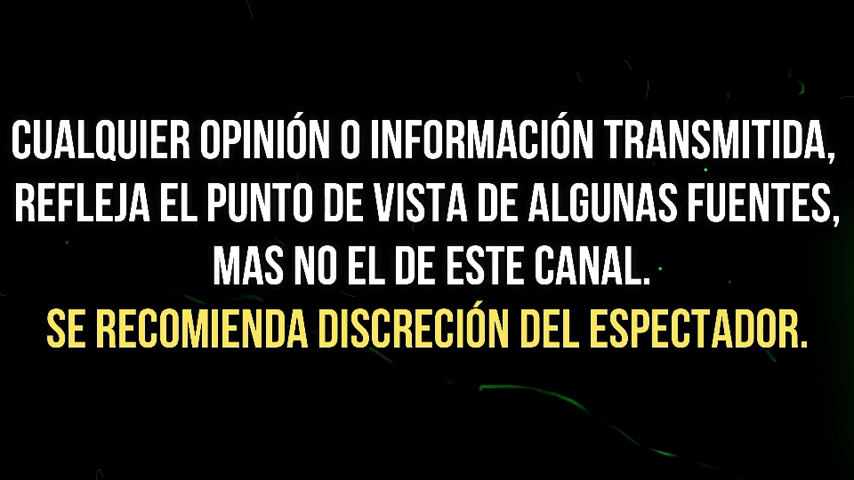 CUALQUIER OPINIÓN O INFORMACIÓN TRANSMITIDA,
REFLEJA EL PUNTO DE VISTA DE ALGUNAS FUENTES,
MAS NO EL DE ESTE CANAL.
SE RECOMIENDA DISCRECIÓN DEL ESPECTADOR.